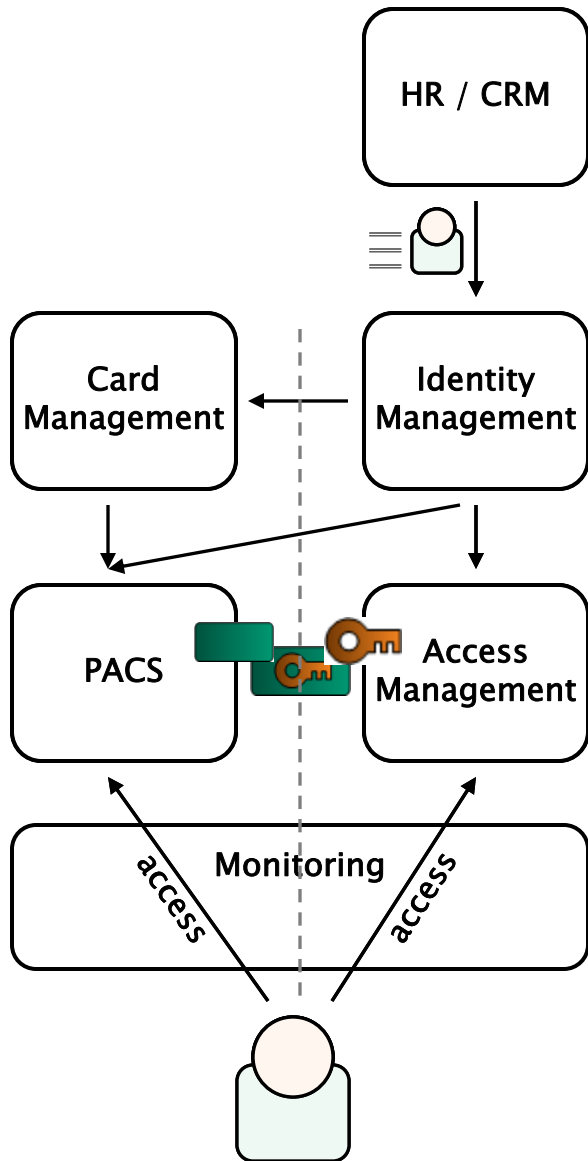 HR / CRM
Card
Management
Identity
Management
PACS
Access
Management
Monitoring
access
access